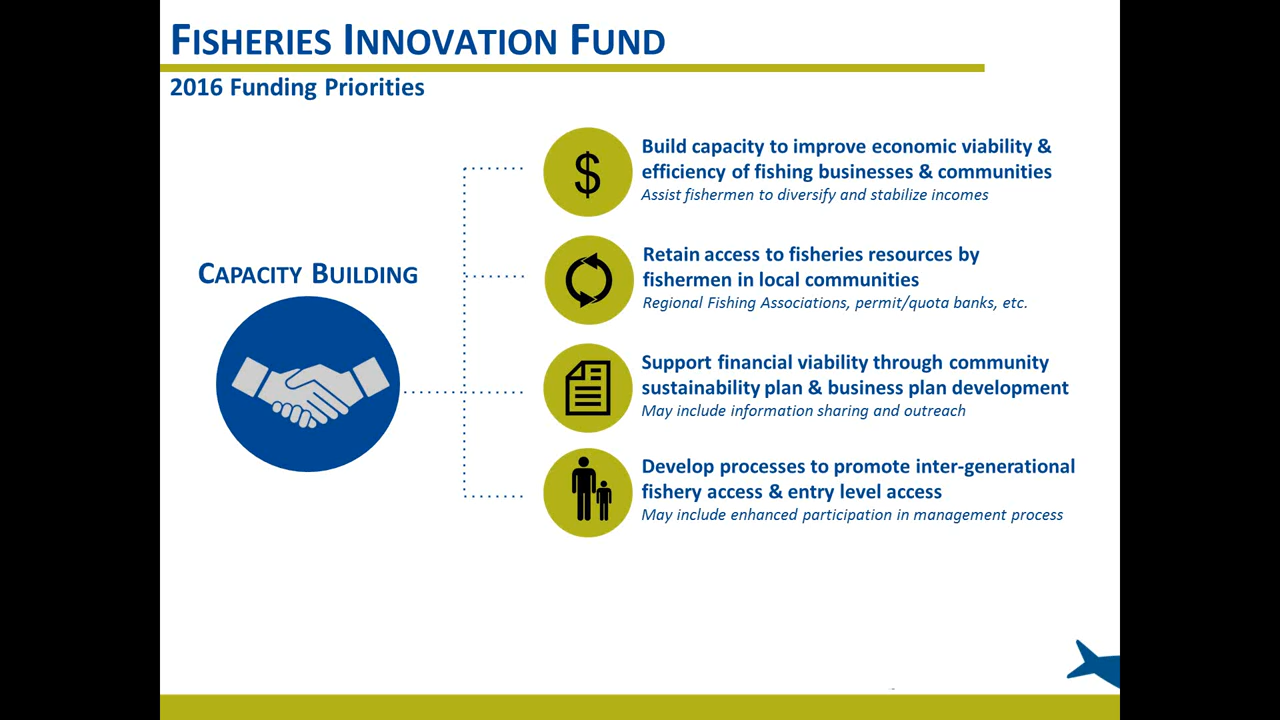 FISHERIES INNOVATION FUND
2016 Funding Priorities
CAPACITY BUILDING
$
Build capacity to improve economic viability &
efficiency of fishing businesses & communities
Assist fishermen to diversify and stabilize incomes
Retain access to fisheries resources by
fishermen in local communities
Regional Fishing Associations, permit/quota banks, etc.
Support financial viability through community
sustainability plan & business plan development
May include information sharing and outreach
Develop processes to promote inter-generational
fishery access & entry level access
May include enhanced participation in management process